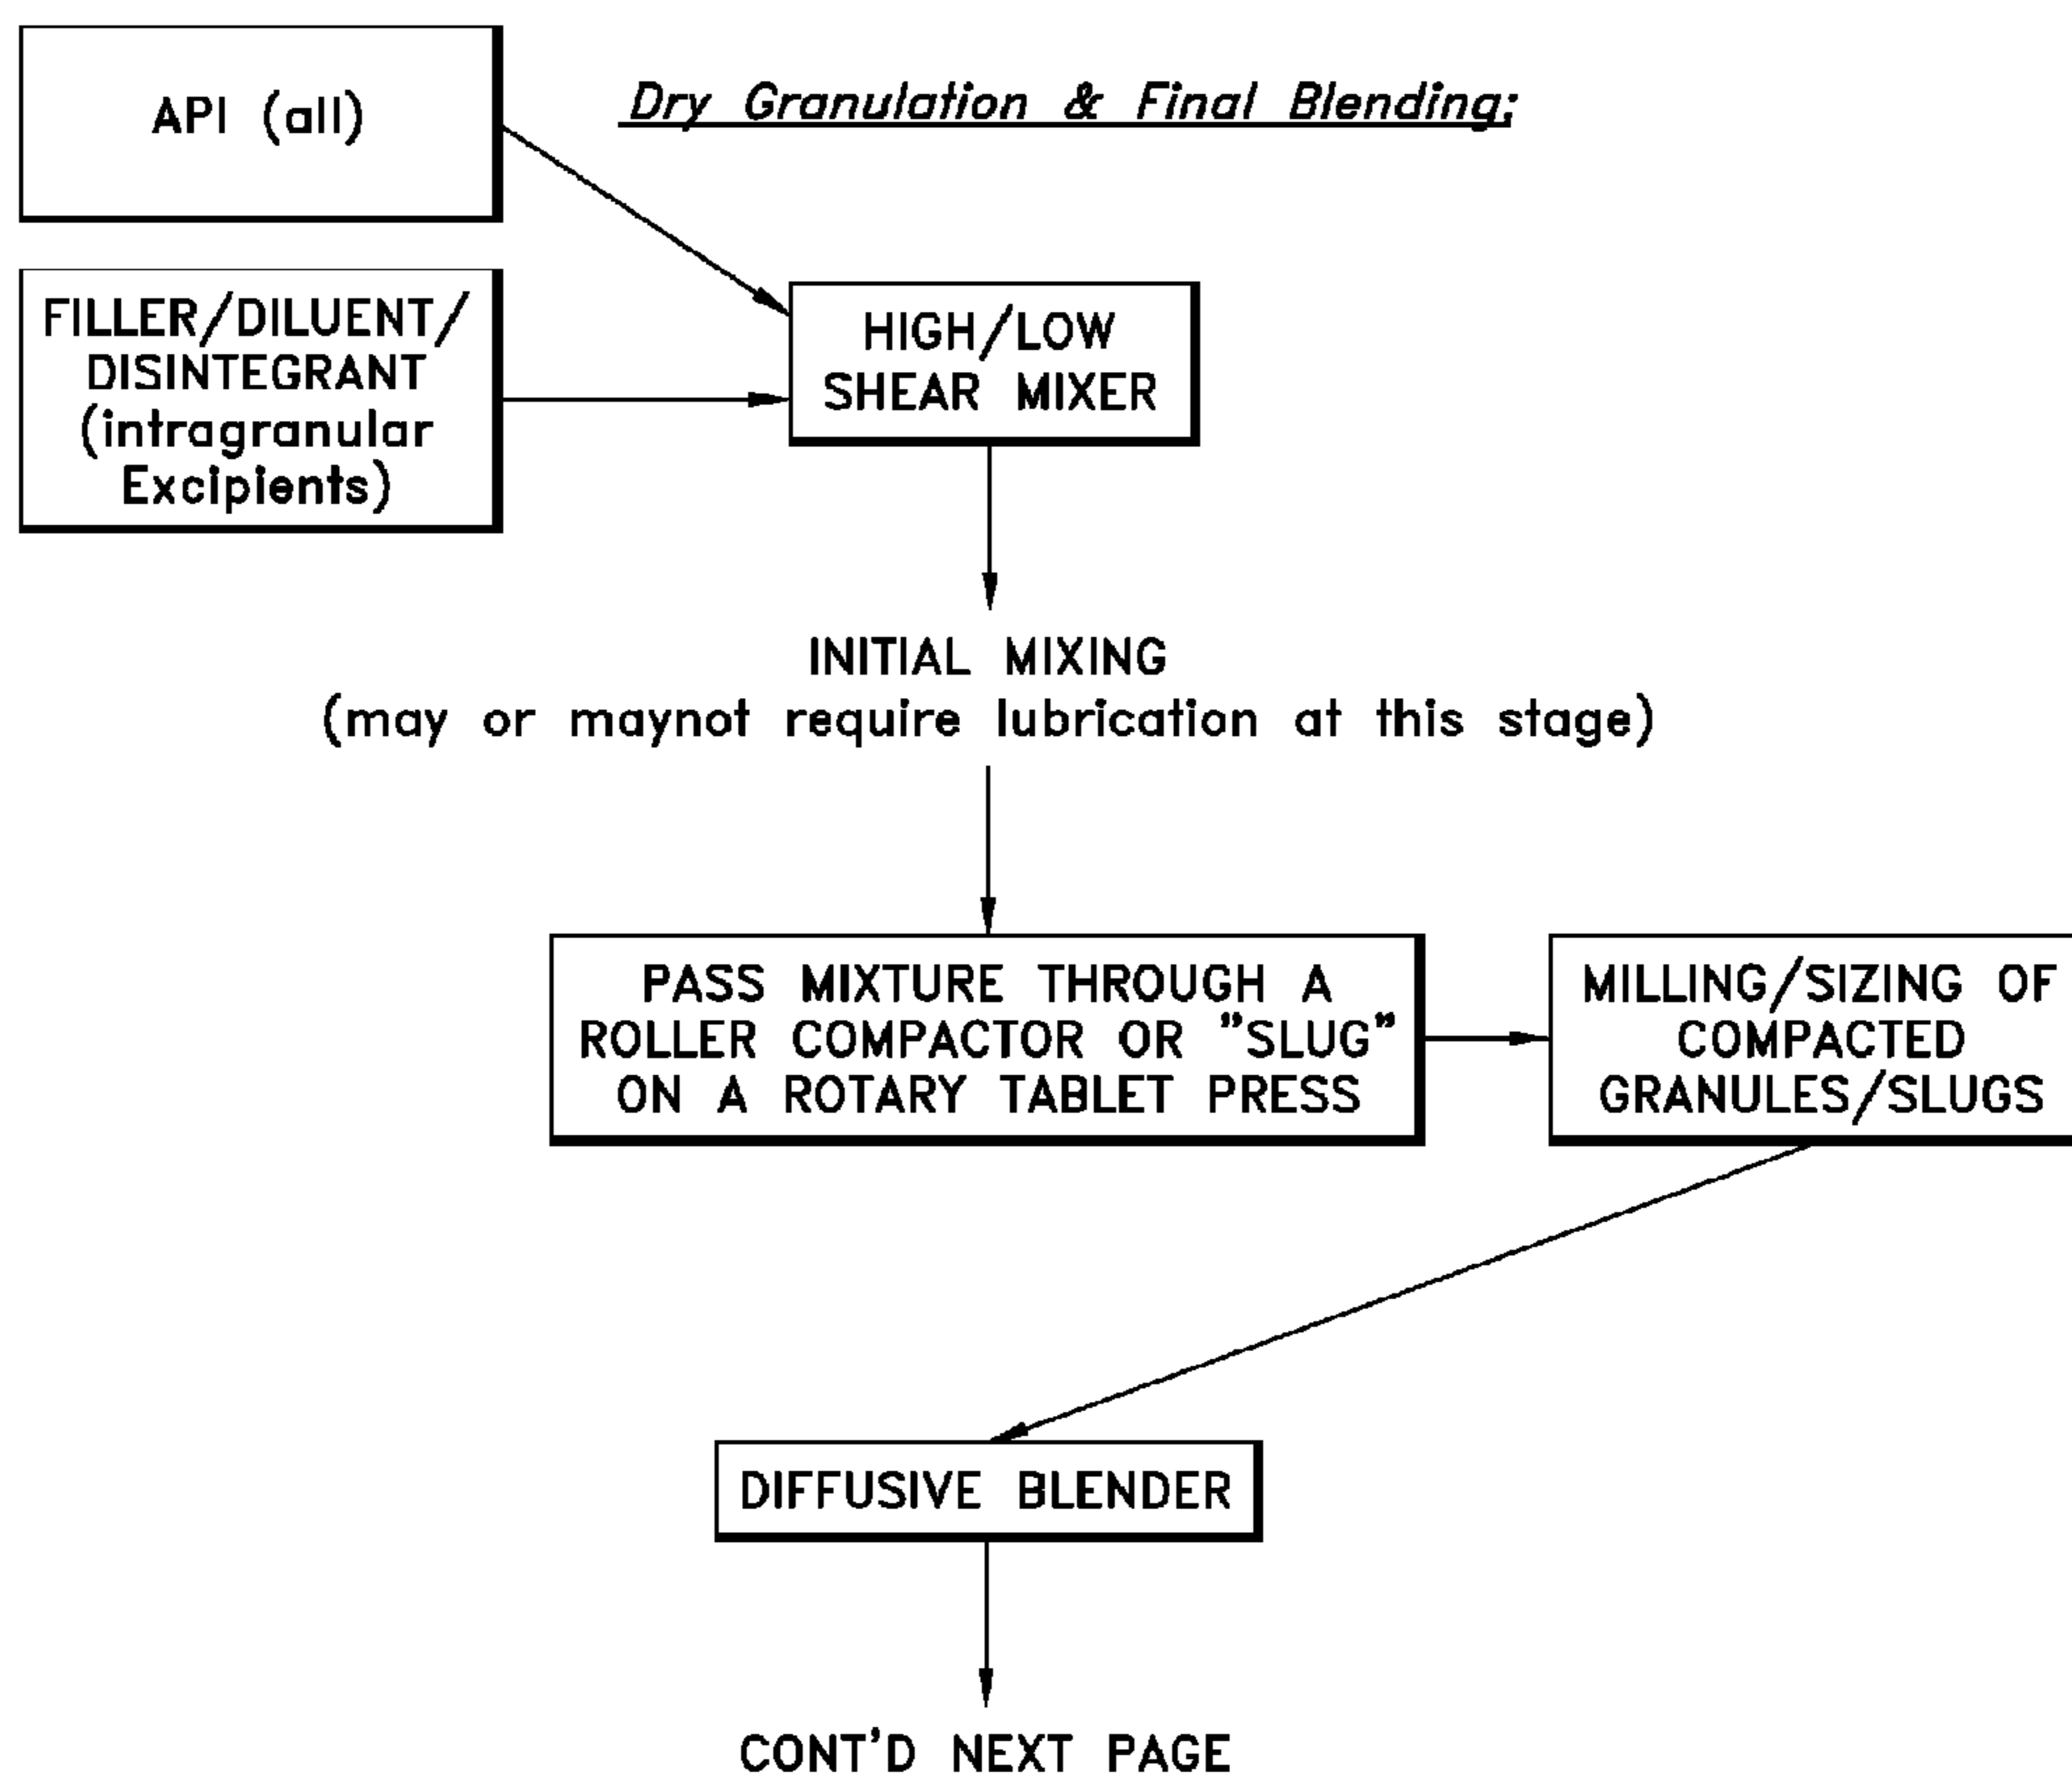 API (all)
Dry Granulation & Final Blending:
FILLER/DILUENT/
DISINTEGRANT
(intragranular
Excipients)
HIGH/LOW
SHEAR MIXER
INITIAL MIXING
(may or maynot require lubrication at this stage)
PASS MIXTURE THROUGH A
ROLLER COMPACTOR OR "SLUG"
ON A ROTARY TABLET PRESS
MILLING/SIZING OF
COMPACTED
GRANULES/SLUGS
DIFFUSIVE BLENDER
CONT'D NEXT PAGE